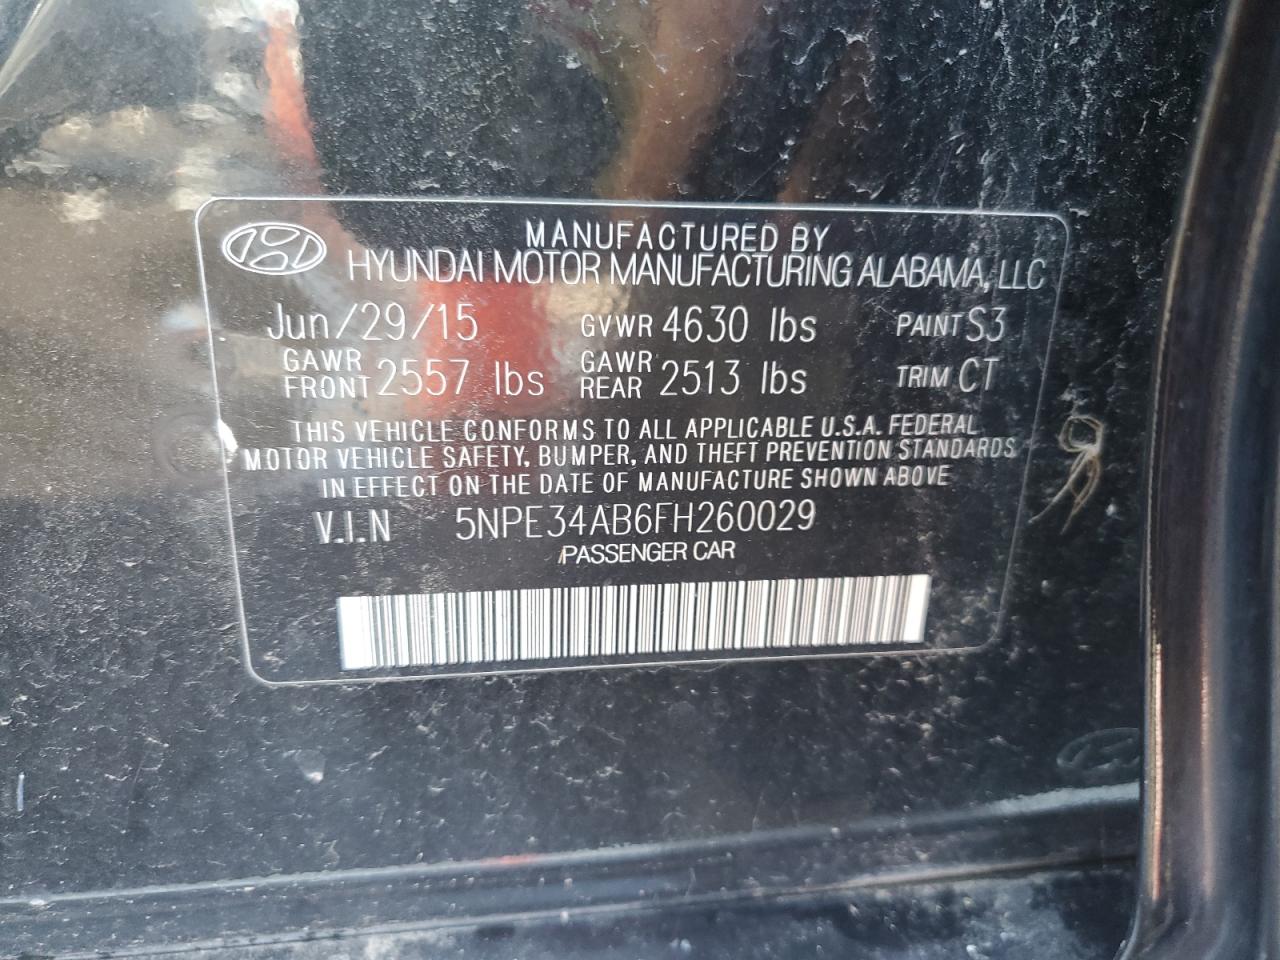 MANUFACTURED BY
HYUNDAI MOTOR MANUFACTURING ALABAMA, LLC
Jun/29/15 GVWR 4630 lbs PAINT S3
GAWR FRONT 2557 lbs GAWR REAR 2513 lbs TRIM CT
THIS VEHICLE CONFORMS TO ALL APPLICABLE U.S.A. FEDERAL
MOTOR VEHICLE SAFETY, BUMPER, AND THEFT PREVENTION STANDARDS
IN EFFECT ON THE DATE OF MANUFACTURE SHOWN ABOVE
V.I.N 5NPE34AB6FH260029
PASSENGER CAR